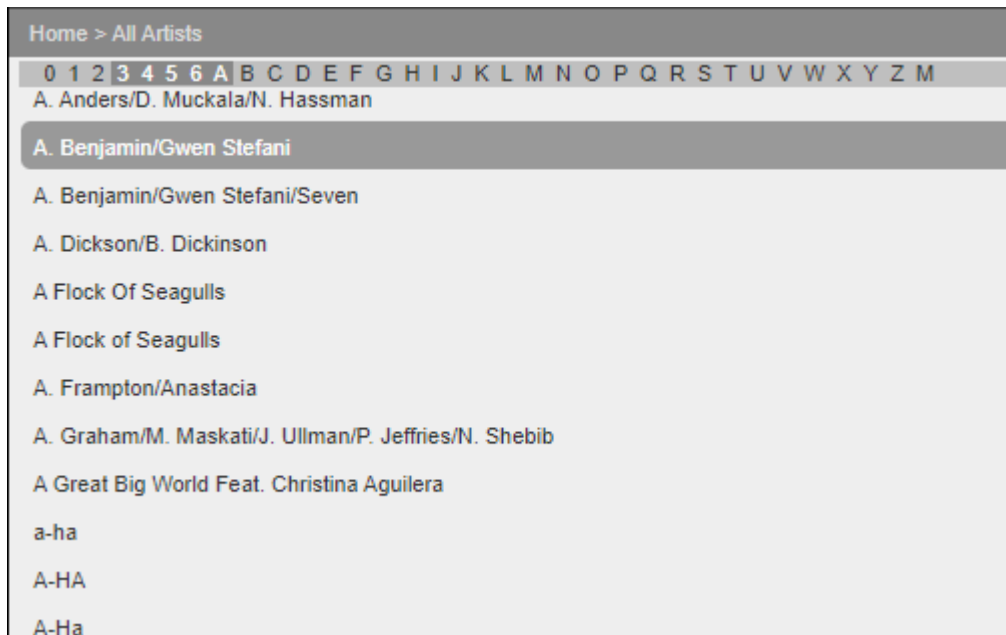 Home > All Artists
0 1 2 3 4 5 6 A B C D E F G H I J K L M N O P Q R S T U V W X Y Z M
A. Anders/D. Muckala/N. Hassman
A. Benjamin/Gwen Stefani
A. Benjamin/Gwen Stefani/Seven
A. Dickson/B. Dickinson
A Flock Of Seagulls
A Flock of Seagulls
A. Frampton/Anastacia
A. Graham/M. Maskati/J. Ullman/P. Jeffries/N. Shebib
A Great Big World Feat. Christina Aguilera
a-ha
A-HA
A-Ha